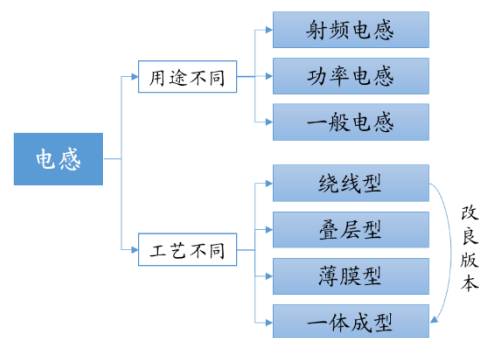 电感
用途不同
射频电感
功率电感
一般电感
工艺不同
绕线型
叠层型
薄膜型
一体成型
改良版本